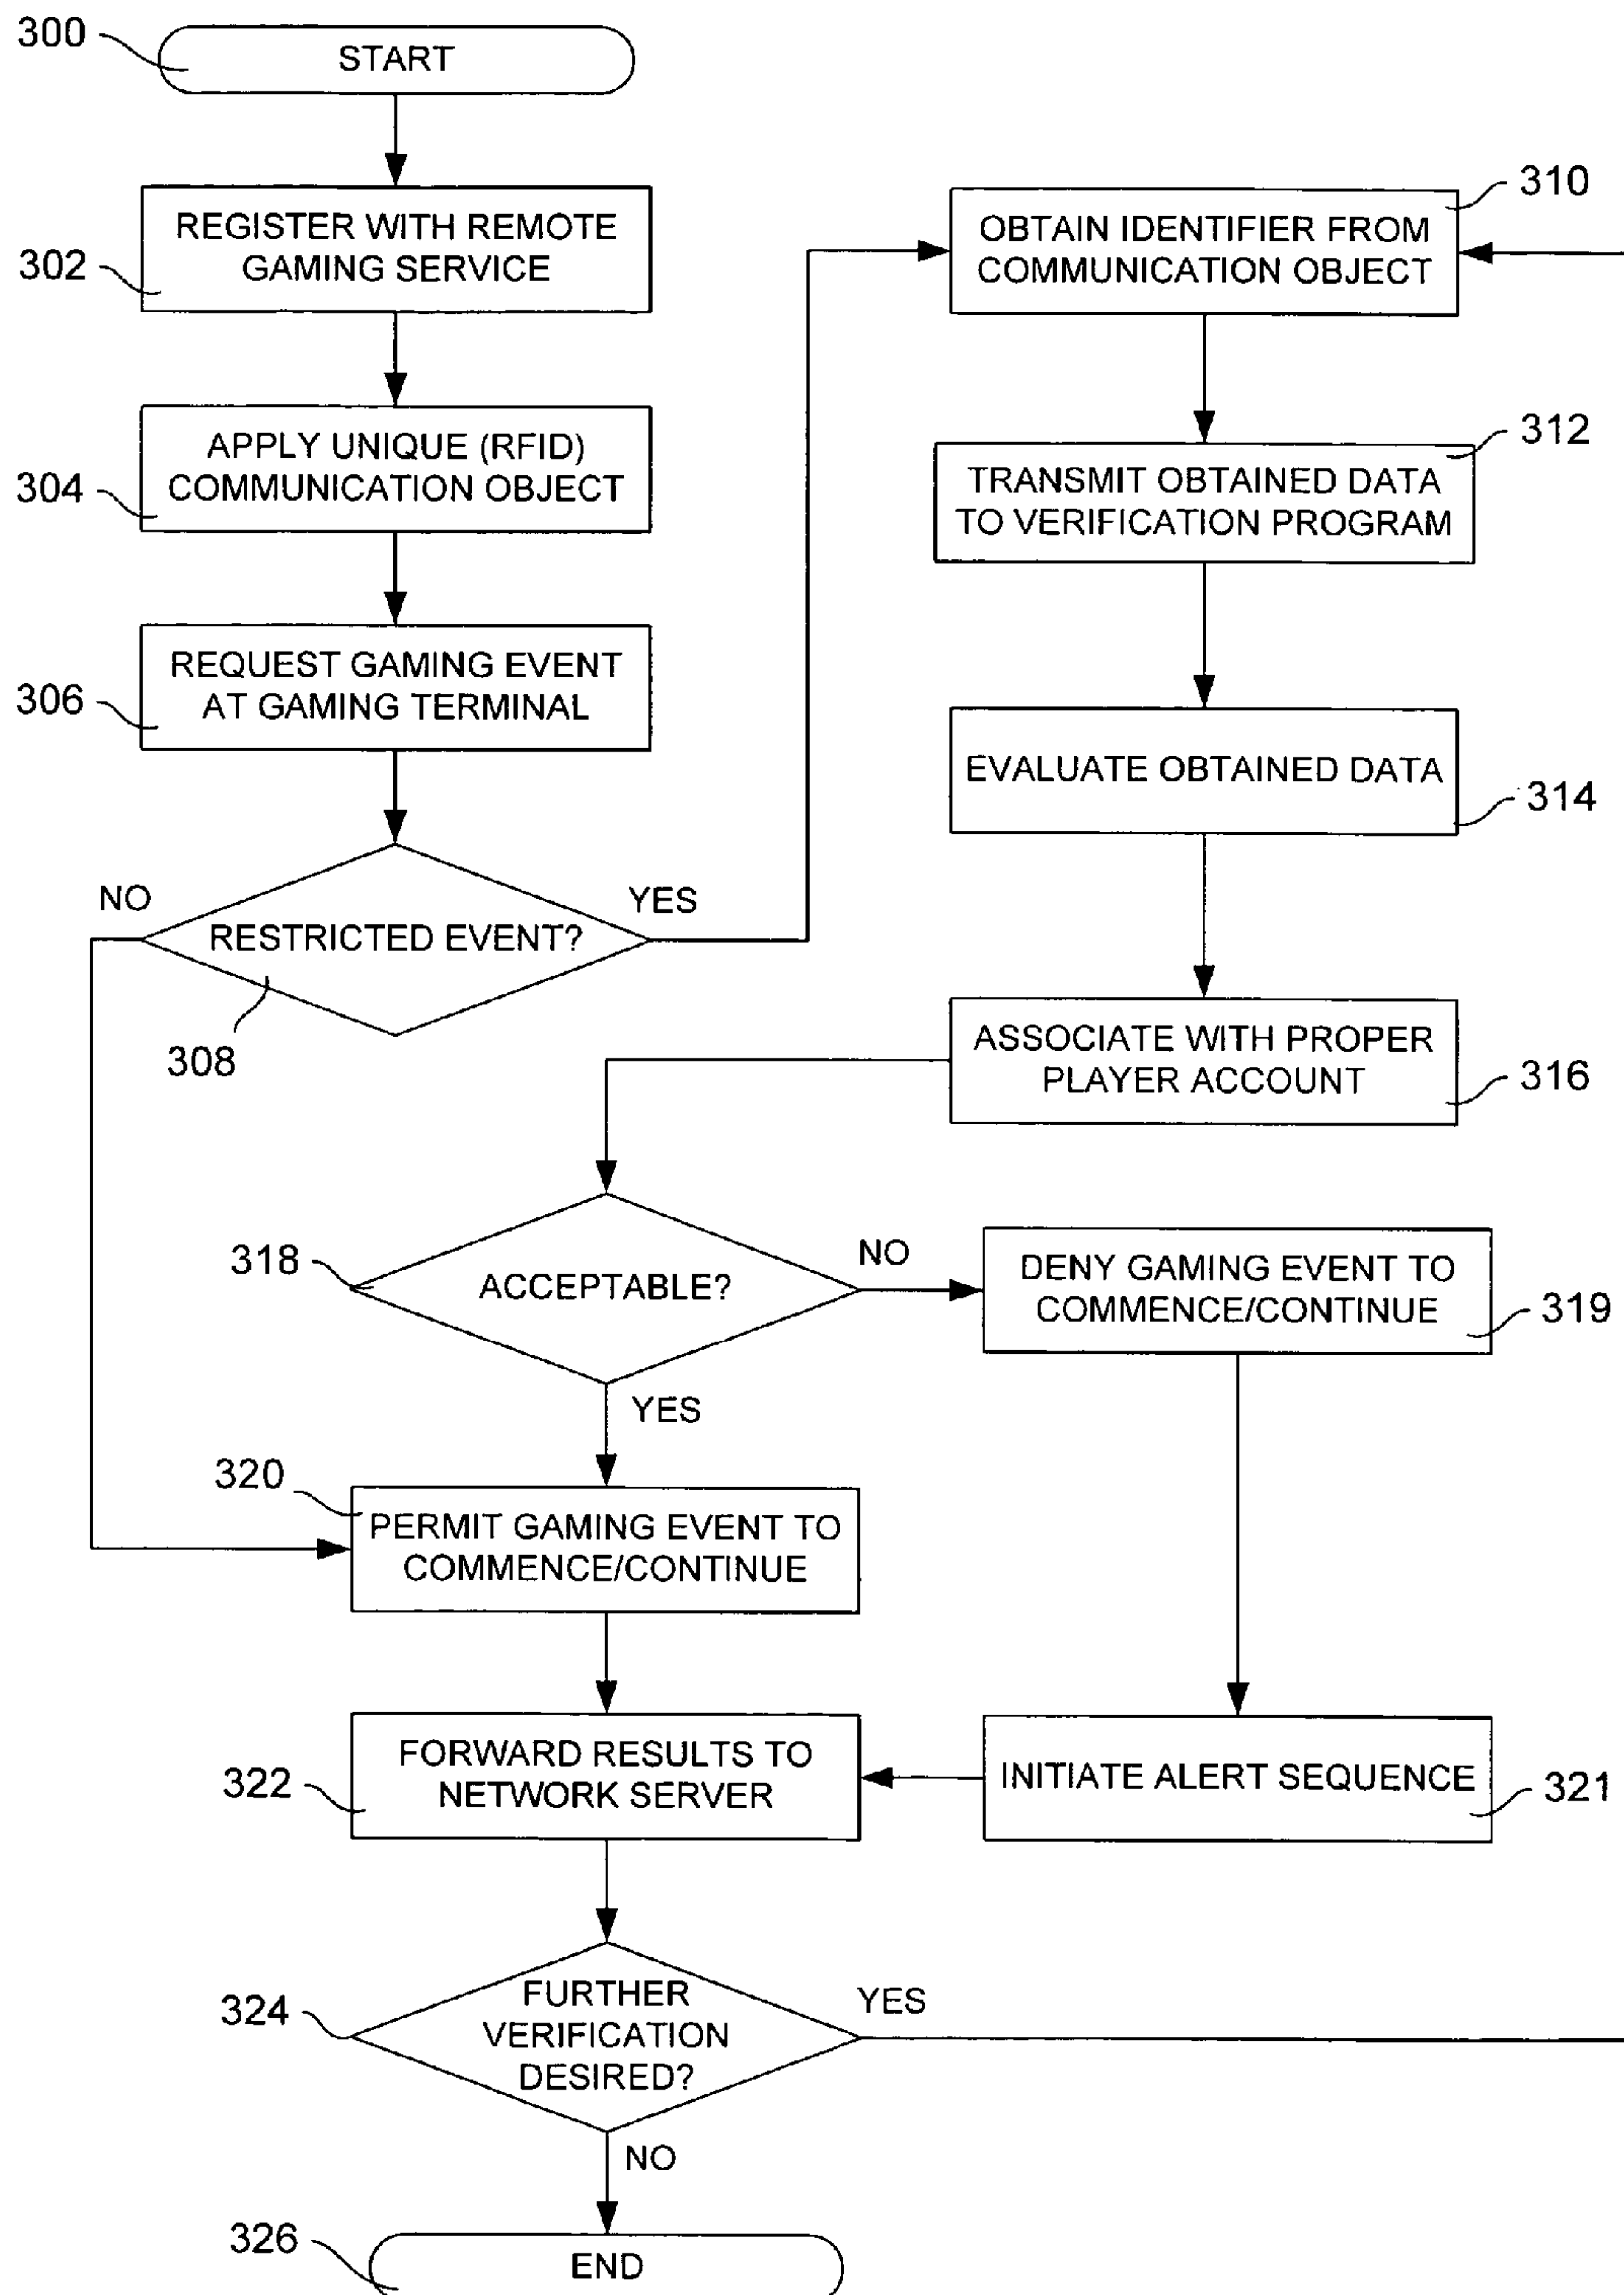 300
START
REGISTER WITH REMOTE
GAMING SERVICE
302
APPLY UNIQUE (RFID)
COMMUNICATION OBJECT
304
REQUEST GAMING EVENT
AT GAMING TERMINAL
306
NO
YES
RESTRICTED EVENT?
308
310
OBTAIN IDENTIFIER FROM
COMMUNICATION OBJECT
312
TRANSMIT OBTAINED DATA
TO VERIFICATION PROGRAM
EVALUATE OBTAINED DATA
314
ASSOCIATE WITH PROPER
PLAYER ACCOUNT
316
318
ACCEPTABLE?
NO
YES
DENY GAMING EVENT TO
COMMENCE/CONTINUE
319
320
PERMIT GAMING EVENT TO
COMMENCE/CONTINUE
FORWARD RESULTS TO
NETWORK SERVER
322
INITIATE ALERT SEQUENCE
321
324
FURTHER
VERIFICATION
DESIRED?
YES
NO
326
END